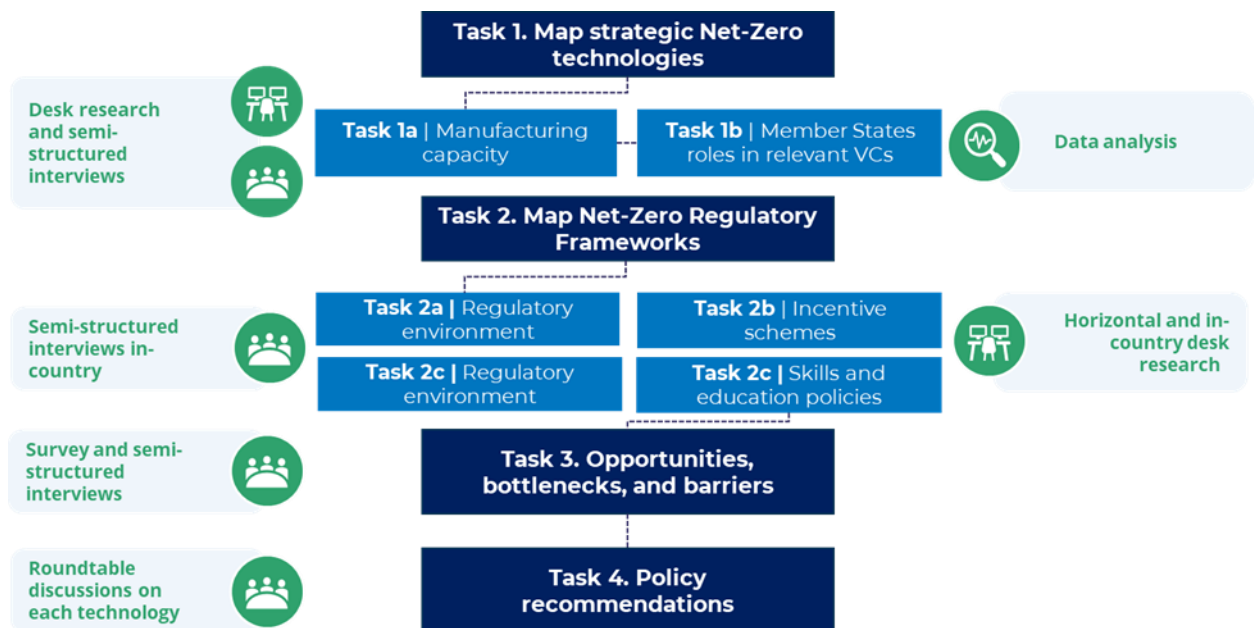 Task 1. Map strategic Net-Zero
technologies
Desk research
and semi-
structured
interviews
Task 1a | Manufacturing
capacity
Task 1b | Member States
roles in relevant VCs
Data analysis
Task 2. Map Net-Zero Regulatory
Frameworks
Semi-structured
interviews in-
country
Task 2a | Regulatory
environment
Task 2b | Incentive
schemes
Task 2c | Regulatory
environment
Task 2c | Skills and
education policies
Horizontal and in-
country desk
research
Survey and semi-
structured
interviews
Task 3. Opportunities,
bottlenecks, and barriers
Roundtable
discussions on
each technology
Task 4. Policy
recommendations